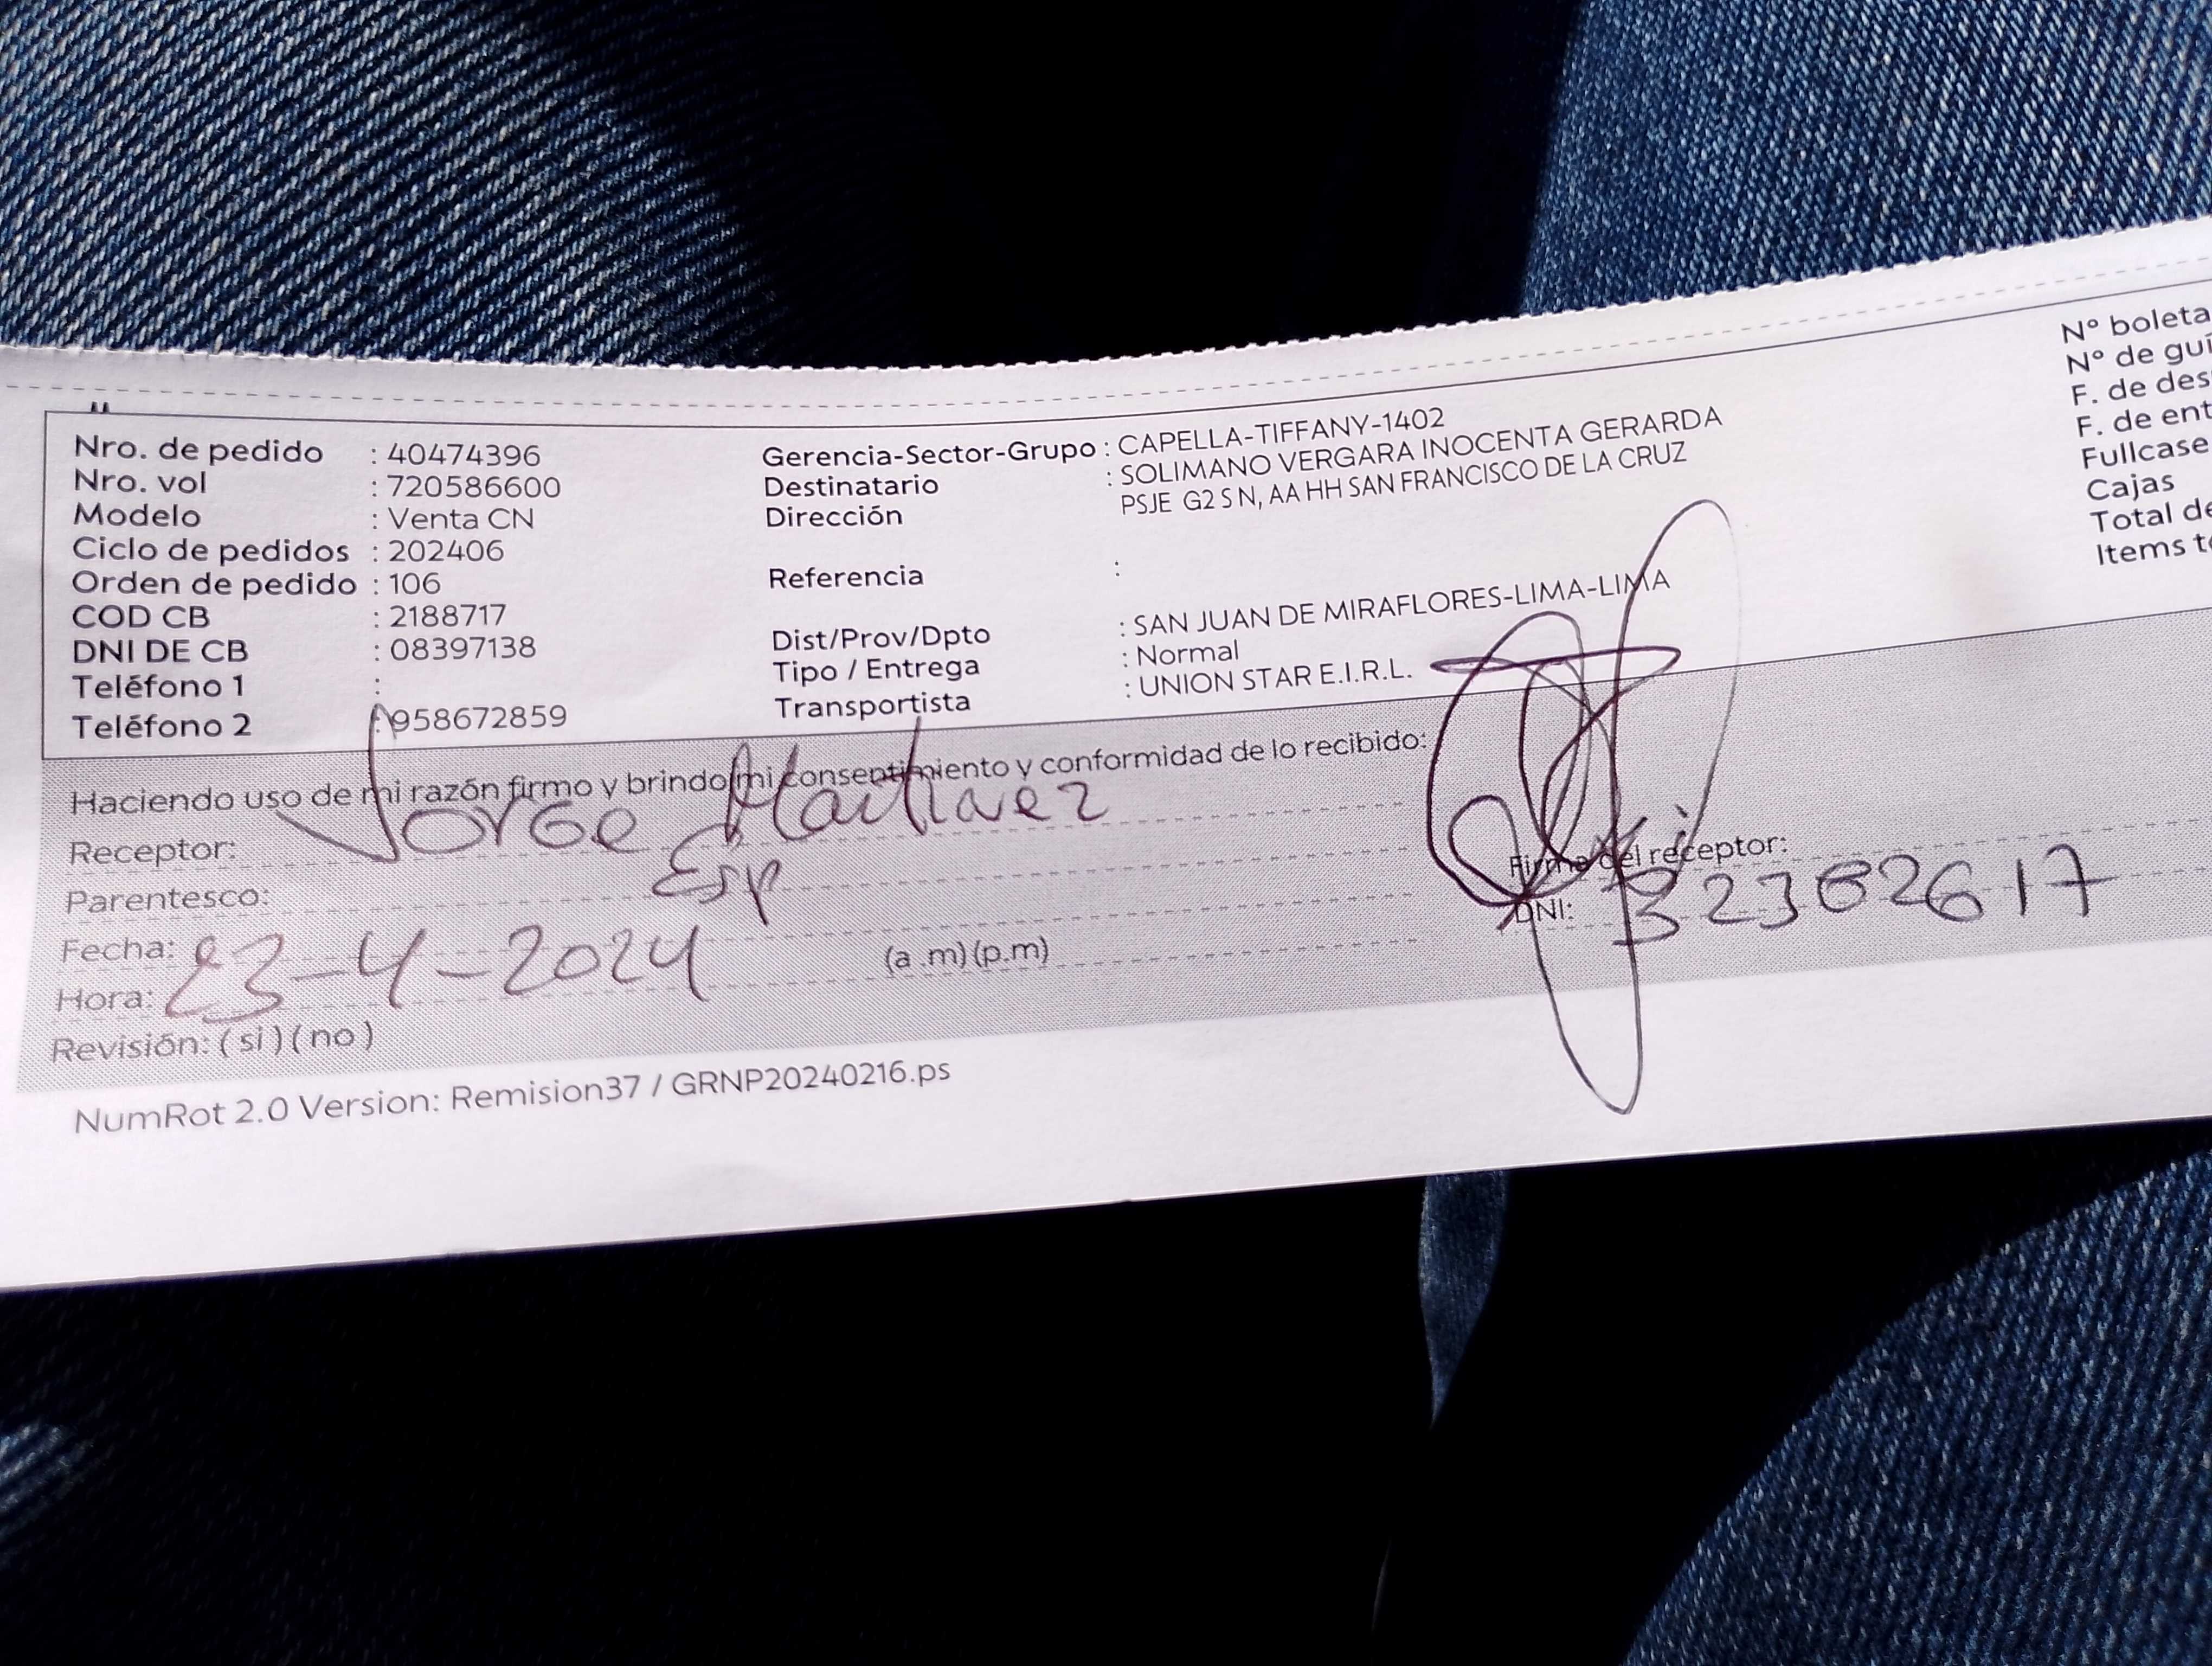 Nro. de pedido : 40474396
Nro. vol : 720586600
Modelo : Venta CN
Ciclo de pedidos : 202406
Orden de pedido : 106
COD CB : 2188717
DNI DE CB : 08397138
Teléfono 1 :
Teléfono 2 : 958672859
Gerencia-Sector-Grupo : CAPELLA-TIFFANY-1402
Destinatario : SOLIMANO VERGARA INOCENTA GERARDA
Dirección PSJE G2 S N, AA HH SAN FRANCISCO DE LA CRUZ
Referencia :
Dist/Prov/Dpto : SAN JUAN DE MIRAFLORES-LIMA-LIMA
Tipo / Entrega : Normal
Transportista : UNION STAR E.I.R.L.
Nº boleta
Nº de gui
F. de des
F. de ent
Fullcase
Cajas
Total de
Items to
Haciendo uso de mi razón firmo y brindo mi consentimiento y conformidad de lo recibido:
Receptor: Jorge Martinez
Parentesco: Esp
Fecha: 23-4-2024
Hora: (a.m)(p.m)
Revisión: (si)(no)
Firma del receptor:
DNI:
NumRot 2.0 Version: Remision37 / GRNP20240216.ps